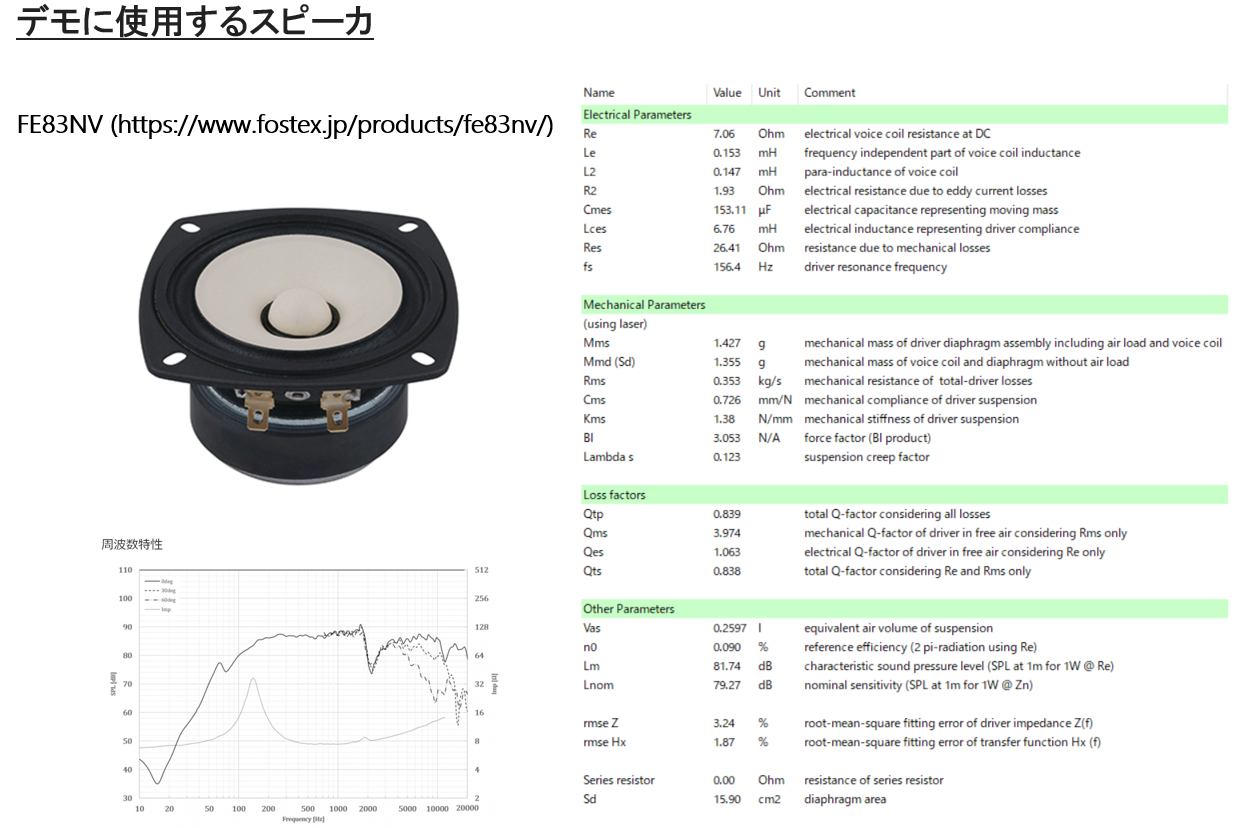 デモに使用するスピーカ
FE83NV (https://www.fostex.jp/products/fe83nv/)
Name Value Unit Comment
Electrical Parameters
Re 7.06 Ohm electrical voice coil resistance at DC
Le 0.153 mH frequency independent part of voice coil inductance
L2 0.147 mH para-inductance of voice coil
R2 1.93 Ohm electrical resistance due to eddy current losses
Cmes 153.11 µF electrical capacitance representing moving mass
Lces 6.76 mH electrical inductance representing driver compliance
Res 26.41 Ohm resistance due to mechanical losses
fs 156.4 Hz driver resonance frequency
Mechanical Parameters
(using laser)
Mms 1.427 g mechanical mass of driver diaphragm assembly including air load and voice coil
Mmd (Sd) 1.355 g mechanical mass of voice coil and diaphragm without air load
Rms 0.353 kg/s mechanical resistance of total-driver losses
Cms 0.726 mm/N mechanical compliance of driver suspension
Kms 1.38 N/mm mechanical stiffness of driver suspension
Bl 3.053 N/A force factor (Bl product)
Lambda s 0.123 suspension creep factor
Loss factors
Qtp 0.839 total Q-factor considering all losses
Qms 3.974 mechanical Q-factor of driver in free air considering Rms only
Qes 1.063 electrical Q-factor of driver in free air considering Re only
Qts 0.838 total Q-factor considering Re and Rms only
Other Parameters
Vas 0.2597 l equivalent air volume of suspension
n0 0.090 % reference efficiency (2 pi-radiation using Re)
Lm 81.74 dB characteristic sound pressure level (SPL at 1m for 1W @ Re)
Lnom 79.27 dB nominal sensitivity (SPL at 1m for 1W @ Zn)
rmse Z 3.24 % root-mean-square fitting error of driver impedance Z(f)
rmse Hx 1.87 % root-mean-square fitting error of transfer function Hx (f)
Series resistor 0.00 Ohm resistance of series resistor
Sd 15.90 cm2 diaphragm area
周波数特性
110 512
100 256
90 128
80 64
70 32
60 16
50 8
40 4
30 2
0deg
30deg
60deg
Imp
SPL [dB]
Imp [Ω]
10 20 50 100 200 500 1000 2000 5000 10000 20000
Frequency [Hz]